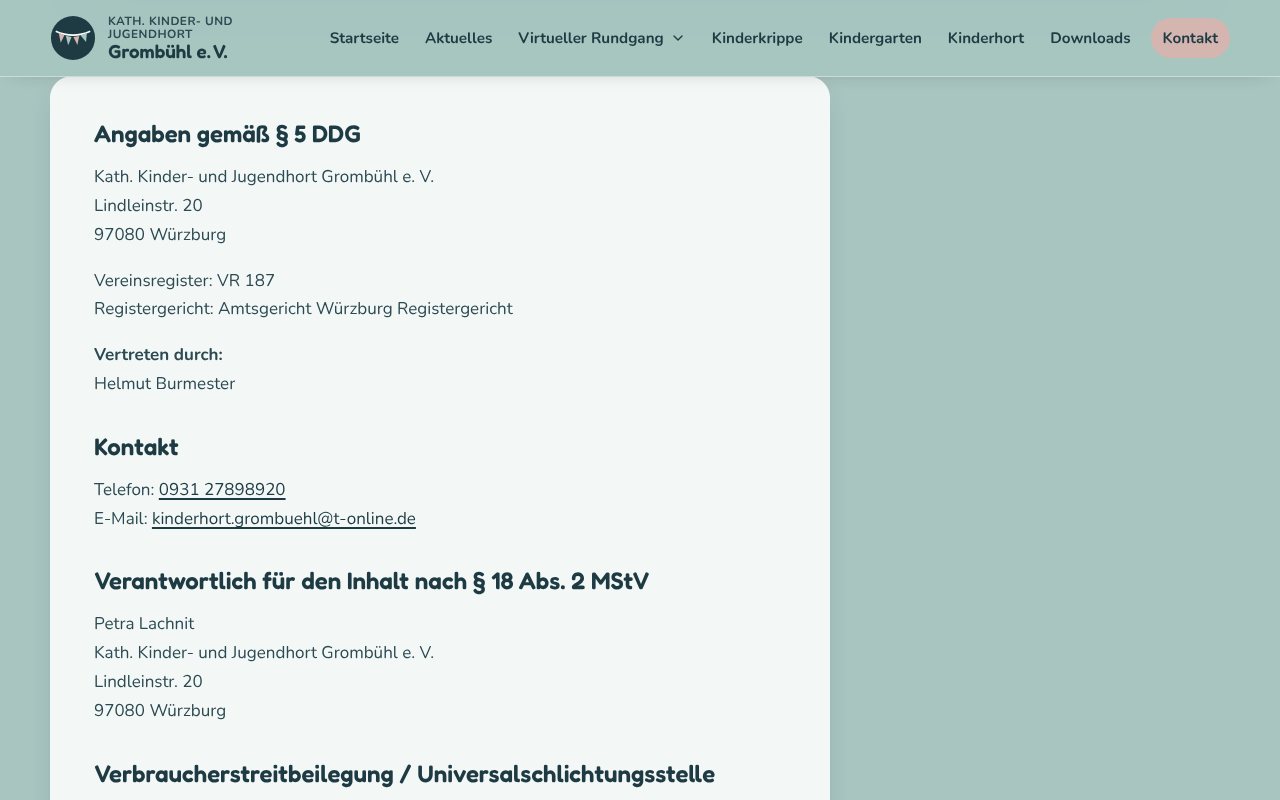 KATH. KINDER- UND
JUGENDHORT
Grombühl e. V.
Startseite
Aktuelles
Virtueller Rundgang
Kinderkrippe
Kindergarten
Kinderhort
Downloads
Kontakt
Angaben gemäß § 5 DDG
Kath. Kinder- und Jugendhort Grombühl e. V.
Lindleinstr. 20
97080 Würzburg
Vereinsregister: VR 187
Registergericht: Amtsgericht Würzburg Registergericht
Vertreten durch:
Helmut Burmester
Kontakt
Telefon: 0931 27898920
E-Mail: kinderhort.grombuehl@t-online.de
Verantwortlich für den Inhalt nach § 18 Abs. 2 MStV
Petra Lachnit
Kath. Kinder- und Jugendhort Grombühl e. V.
Lindleinstr. 20
97080 Würzburg
Verbraucherstreitbeilegung / Universalschlichtungsstelle